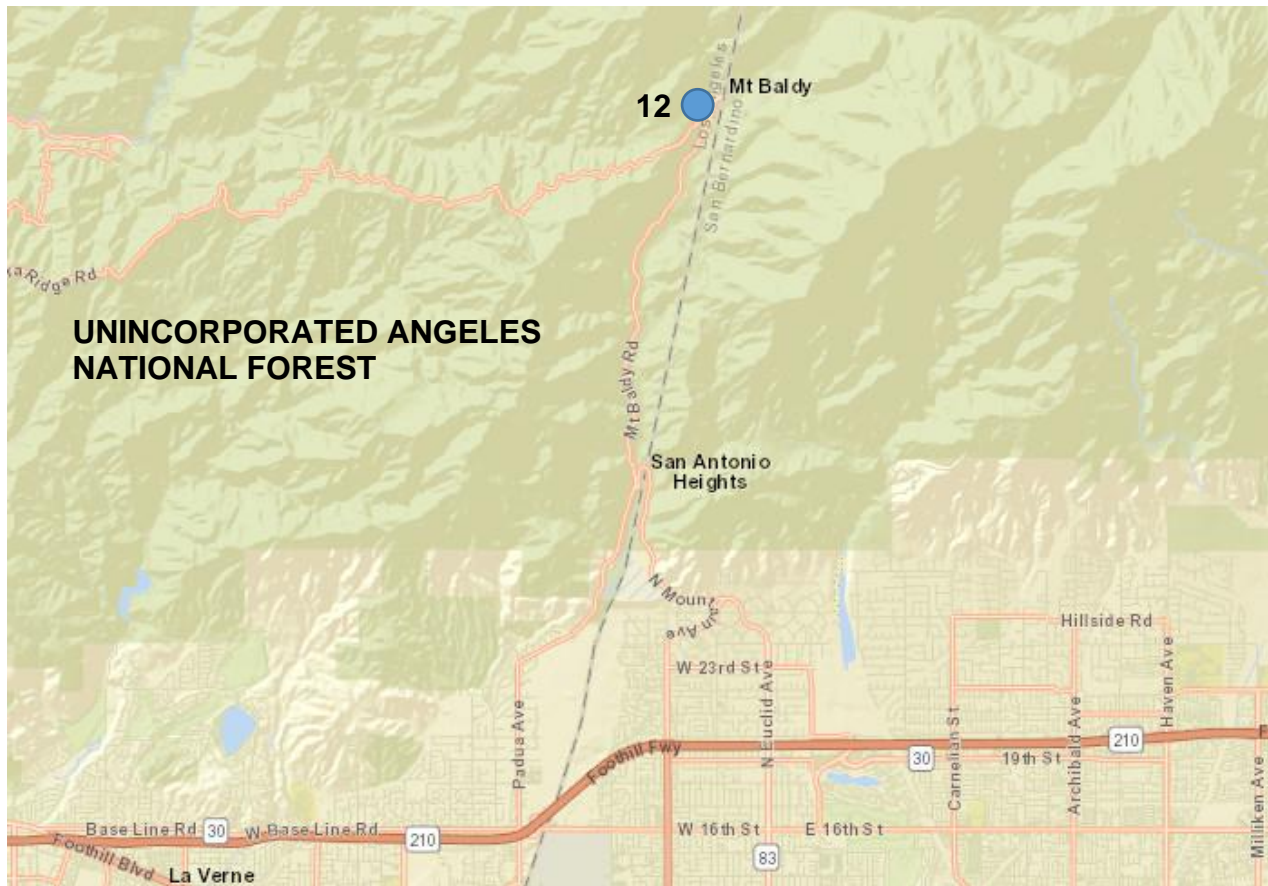 Mt Baldy
12
Los Angeles
San Bernardino
Ridge Rd
UNINCORPORATED ANGELES
NATIONAL FOREST
Mt Baldy Rd
San Antonio
Heights
N Mountain Ave
Hillside Rd
W 23rd St
N Euclid Ave
Padua Ave
Haven Ave
Foothill Fwy
Carnelian St
Archibald Ave
210
30
19th St
Milliken Ave
Base Line Rd
30
W Base Line Rd
210
W 16th St
E 16th St
83
Foothill Blvd
La Verne